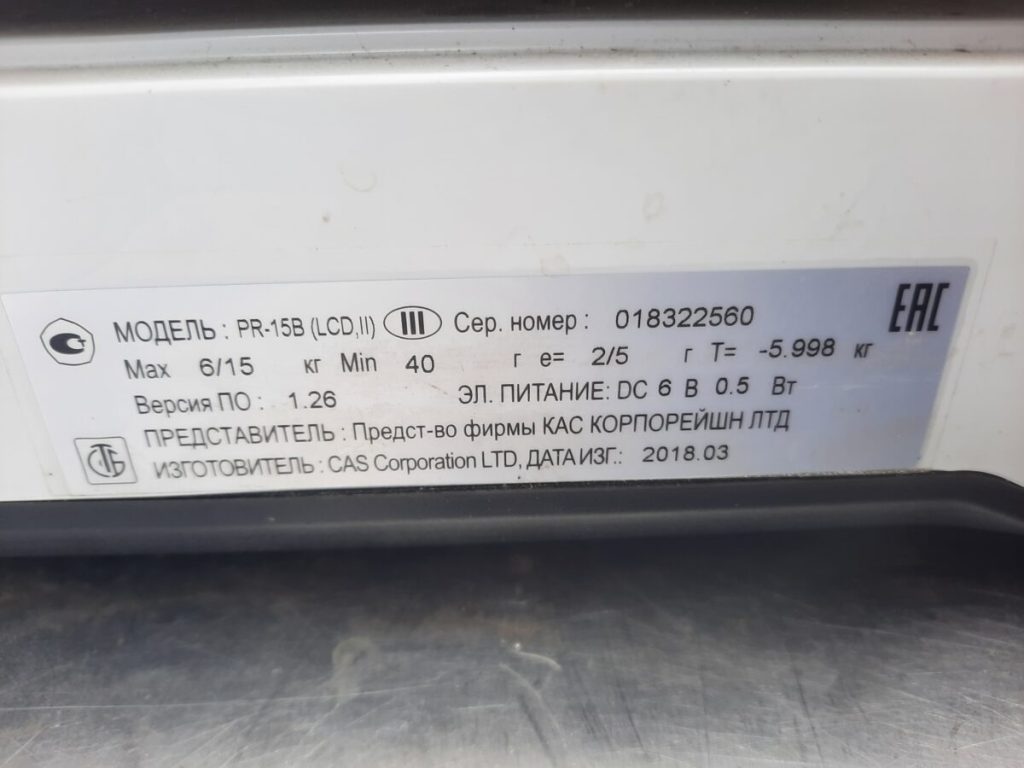 МОДЕЛЬ : PR-15B (LCD,II) III Сер. номер : 018322560 EAC
Max 6/15 кг Min 40 г e= 2/5 г T= -5.998 кг
Версия ПО : 1.26 ЭЛ. ПИТАНИЕ: DC 6 В 0.5 Вт
ПРЕДСТАВИТЕЛЬ : Предст-во фирмы КАС КОРПОРЕЙШН ЛТД
СТБ ИЗГОТОВИТЕЛЬ : CAS Corporation LTD, ДАТА ИЗГ.: 2018.03